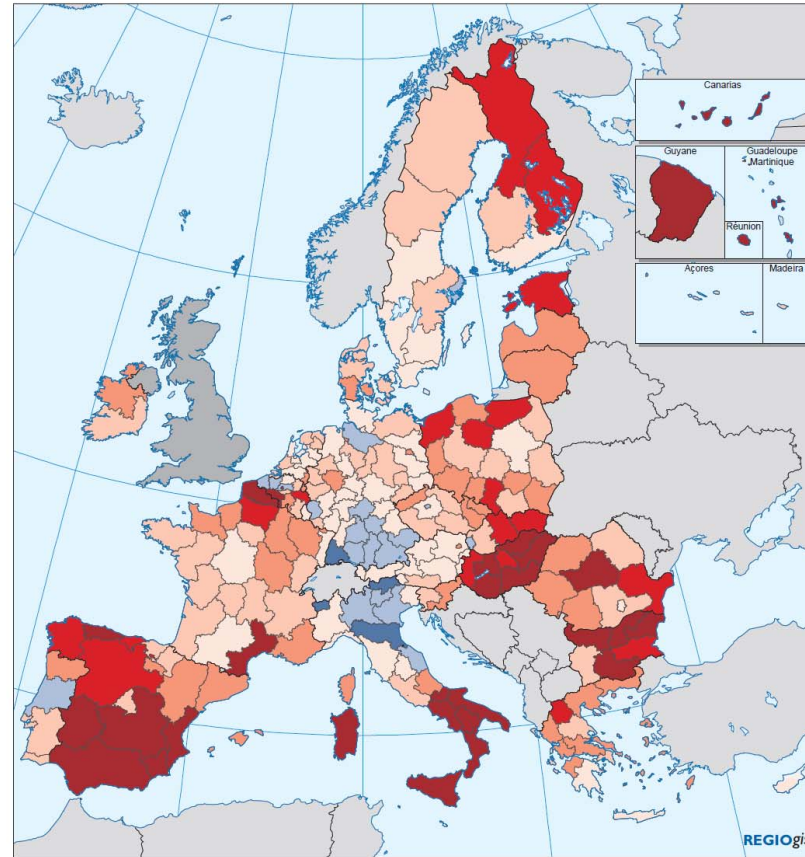 Canarias
Guyane
Guadeloupe
Martinique
Réunion
Açores
Madeira
REGIOgis